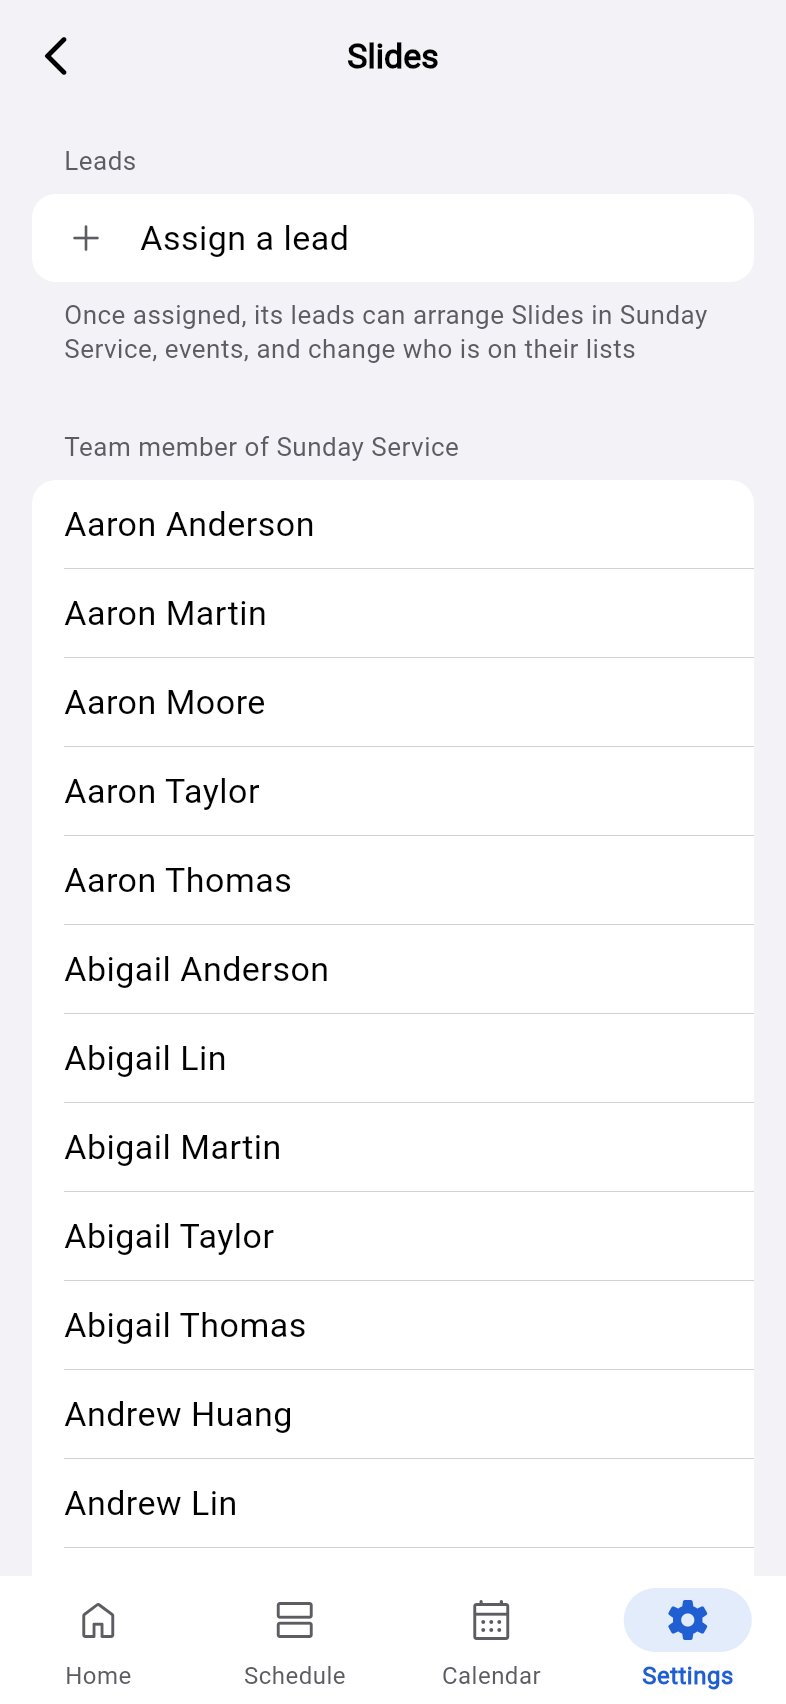 Slides
Leads
Assign a lead
Once assigned, its leads can arrange Slides in Sunday
Service, events, and change who is on their lists
Team member of Sunday Service
Aaron Anderson
Aaron Martin
Aaron Moore
Aaron Taylor
Aaron Thomas
Abigail Anderson
Abigail Lin
Abigail Martin
Abigail Taylor
Abigail Thomas
Andrew Huang
Andrew Lin
Home
Schedule
Calendar
Settings